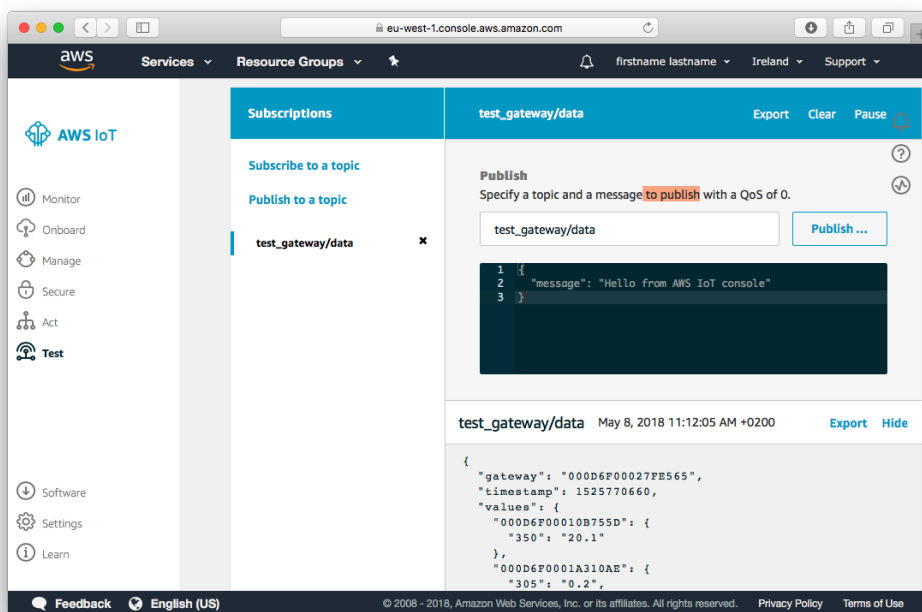 eu-west-1.console.aws.amazon.com
aws Services Resource Groups firstname lastname Ireland Support
AWS IoT
Monitor
Onboard
Manage
Secure
Act
Test
Software
Settings
Learn
Subscriptions
Subscribe to a topic
Publish to a topic
test_gateway/data
test_gateway/data Export Clear Pause
Publish
Specify a topic and a message to publish with a QoS of 0.
test_gateway/data Publish ...
1 {
2 "message": "Hello from AWS IoT console"
3 }
test_gateway/data May 8, 2018 11:12:05 AM +0200 Export Hide
{
"gateway": "000D6F00027FE565",
"timestamp": 1525770660,
"values": {
"000D6F00010B755D": {
"350": "20.1"
},
"000D6F0001A310AE": {
"305": "0.2",
Feedback English (US) © 2008 - 2018, Amazon Web Services, Inc. or its affiliates. All rights reserved. Privacy Policy Terms of Use